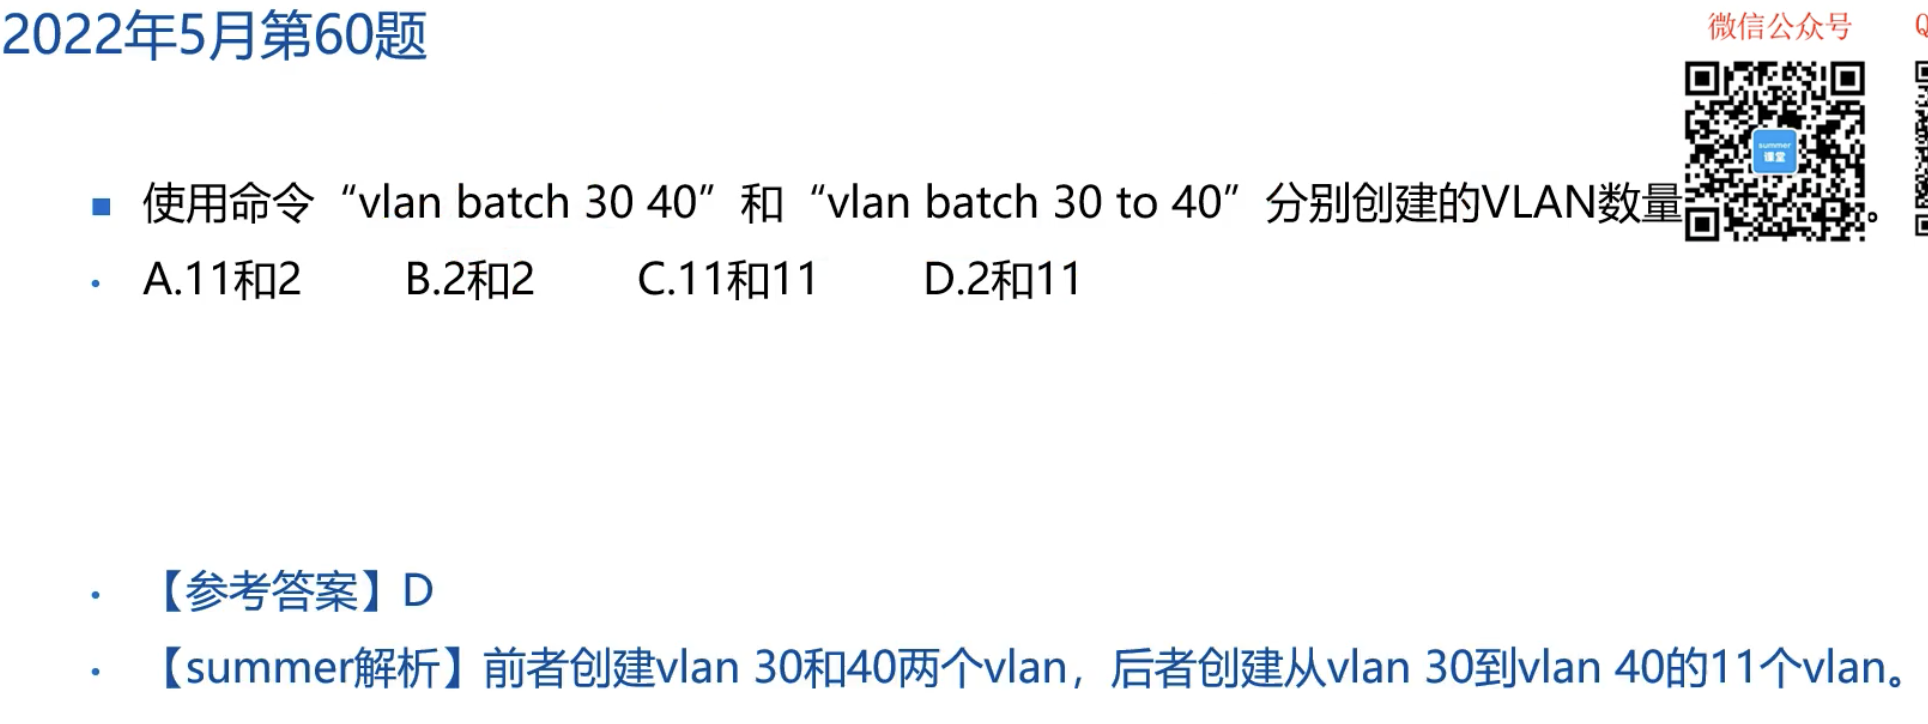 2022年5月第60题
微信公众号
Q
使用命令“vlan batch 30 40”和“vlan batch 30 to 40”分别创建的VLAN数量
。
summer
课堂
A.11和2 B.2和2 C.11和11 D.2和11
【参考答案】D
【summer解析】前者创建vlan 30和40两个vlan，后者创建从vlan 30到vlan 40的11个vlan。